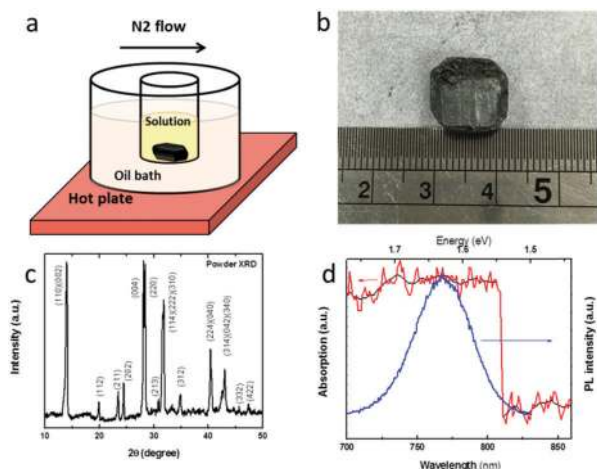 a
N2 flow
Solution
Oil bath
Hot plate
b
2 3 4 5
c
Powder XRD
Intensity (a.u.)
(110)(002)
(112)
(211)
(202)
(004)
(220)
(213)
(114)(222)(310)
(312)
(224)(040)
(314)(042)(340)
(332)
(422)
10 20 30 40 50
2Θ (degree)
d
Energy (eV)
1.7 1.6 1.5
Absorption (a.u.)
PL intensity (a.u.)
700 750 800 850
Wavelength (nm)